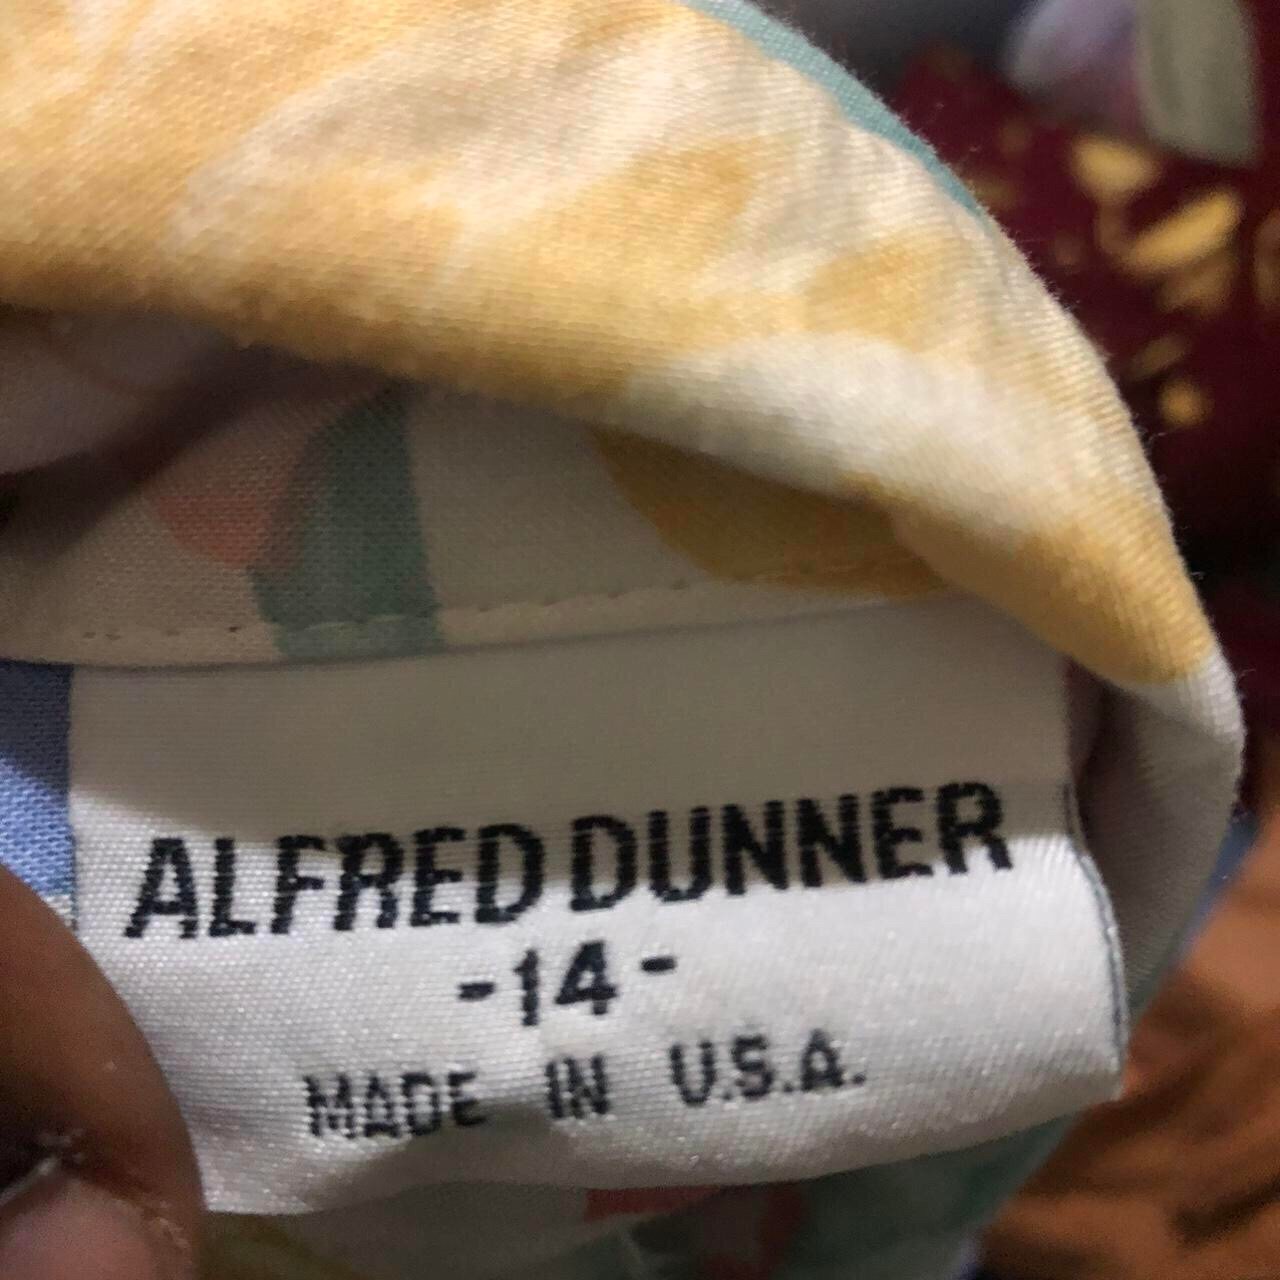 ALFRED DUNNER
-14-
MADE IN U.S.A.